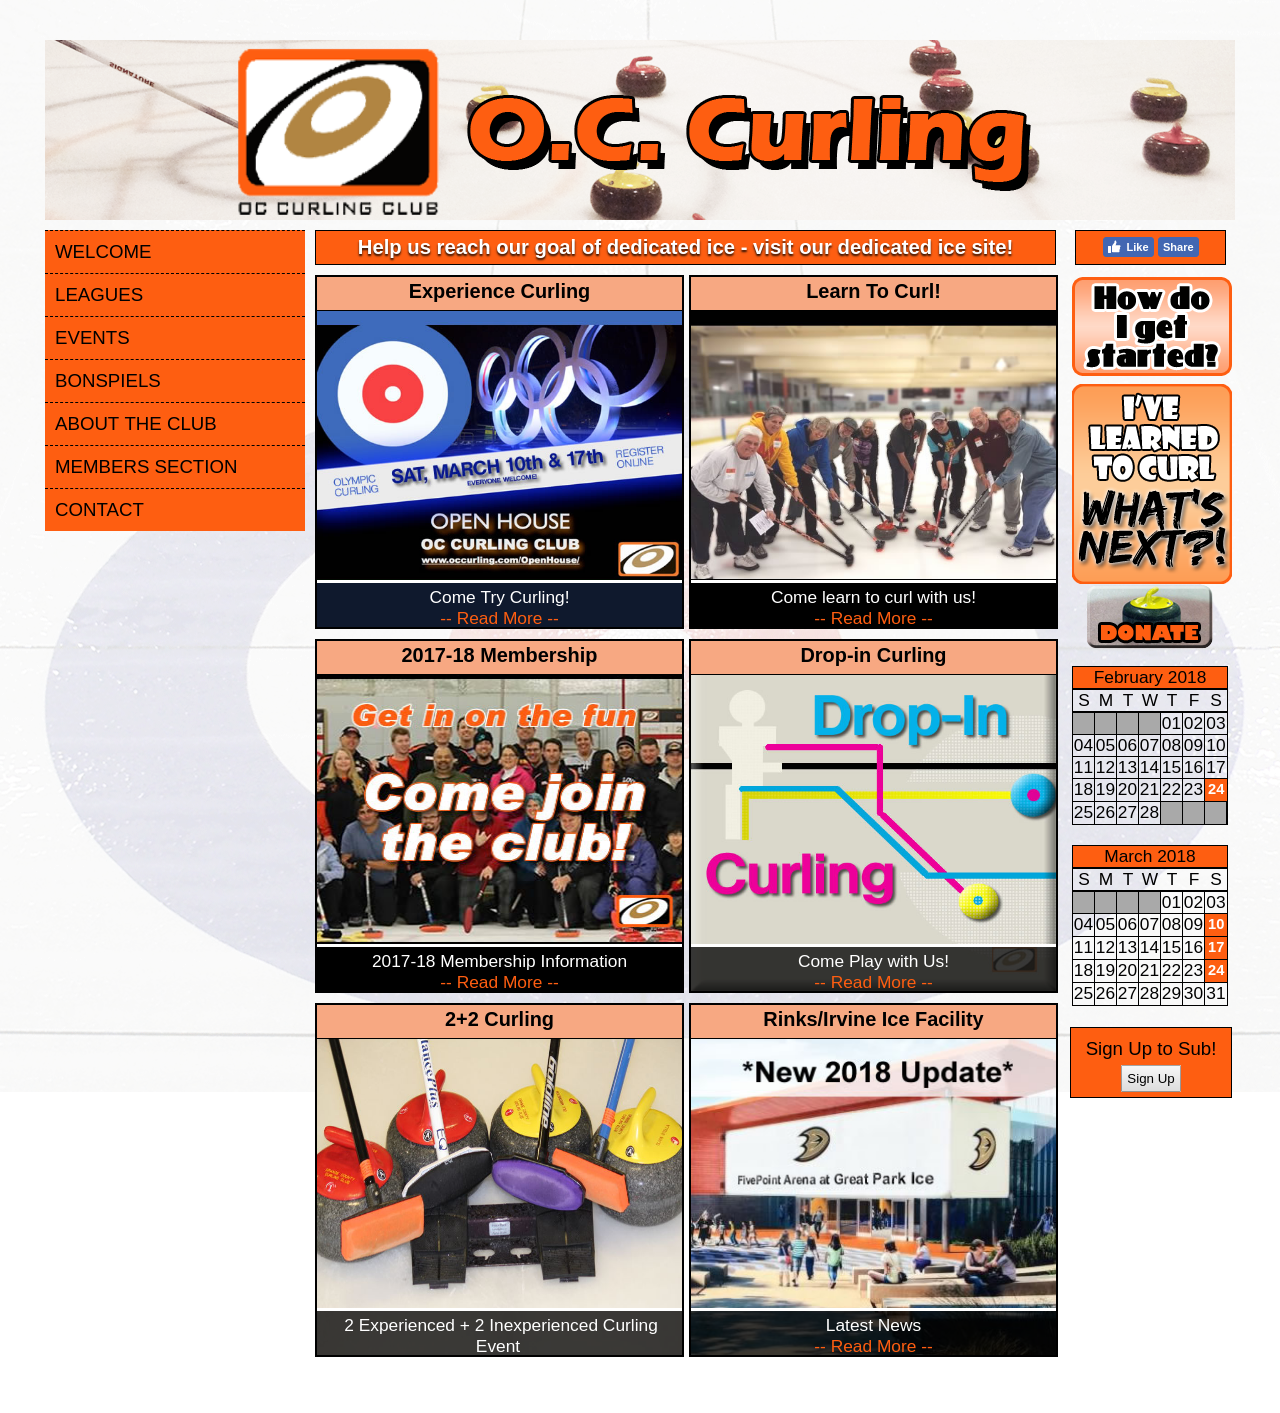 OC CURLING CLUB
O.C. Curling
WELCOME
LEAGUES
EVENTS
BONSPIELS
ABOUT THE CLUB
MEMBERS SECTION
CONTACT
Help us reach our goal of dedicated ice - visit our dedicated ice site!
Experience Curling
OLYMPIC
CURLING
SAT, MARCH 10th & 17th
EVERYONE WELCOME!
REGISTER
ONLINE
OPEN HOUSE
OC CURLING CLUB
www.occurling.com/OpenHouse/
Come Try Curling!
-- Read More --
Learn To Curl!
Come learn to curl with us!
-- Read More --
2017-18 Membership
Get in on the fun
Come join
the club!
2017-18 Membership Information
-- Read More --
Drop-in Curling
Drop-In
Curling
Come Play with Us!
-- Read More --
2+2 Curling
2 Experienced + 2 Inexperienced Curling
Event
Rinks/Irvine Ice Facility
*New 2018 Update*
FivePoint Arena at Great Park Ice
Latest News
-- Read More --
Like Share
How do
I get
started?
I'VE
LEARNED
TO CURL
WHAT'S
NEXT?!
DONATE
February 2018
S M T W T F S
01 02 03
04 05 06 07 08 09 10
11 12 13 14 15 16 17
18 19 20 21 22 23 24
25 26 27 28
March 2018
S M T W T F S
01 02 03
04 05 06 07 08 09 10
11 12 13 14 15 16 17
18 19 20 21 22 23 24
25 26 27 28 29 30 31
Sign Up to Sub!
Sign Up